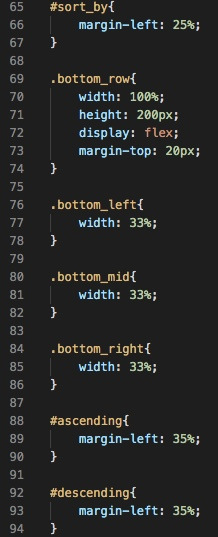 65 #sort_by{
66     margin-left: 25%;
67 }
68
69 .bottom_row{
70     width: 100%;
71     height: 200px;
72     display: flex;
73     margin-top: 20px;
74 }
75
76 .bottom_left{
77     width: 33%;
78 }
79
80 .bottom_mid{
81     width: 33%;
82 }
83
84 .bottom_right{
85     width: 33%;
86 }
87
88 #ascending{
89     margin-left: 35%;
90 }
91
92 #descending{
93     margin-left: 35%;
94 }